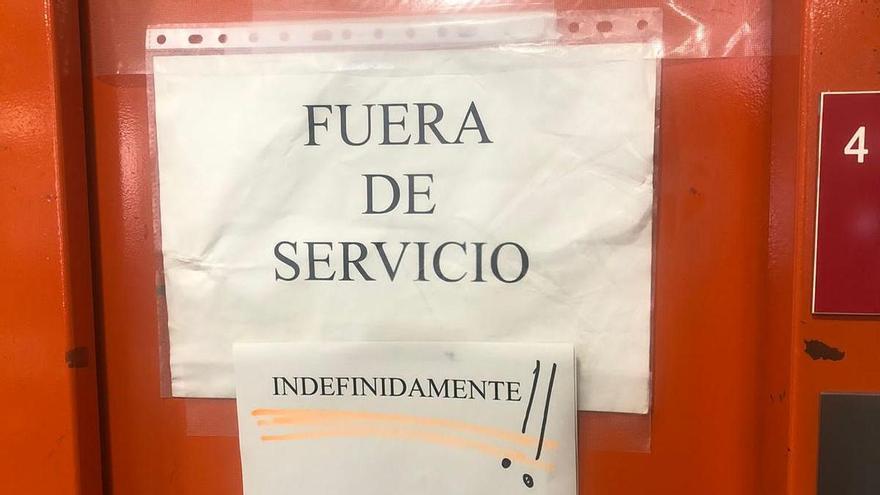 FUERA
DE
SERVICIO
INDEFINIDAMENTE!!
4